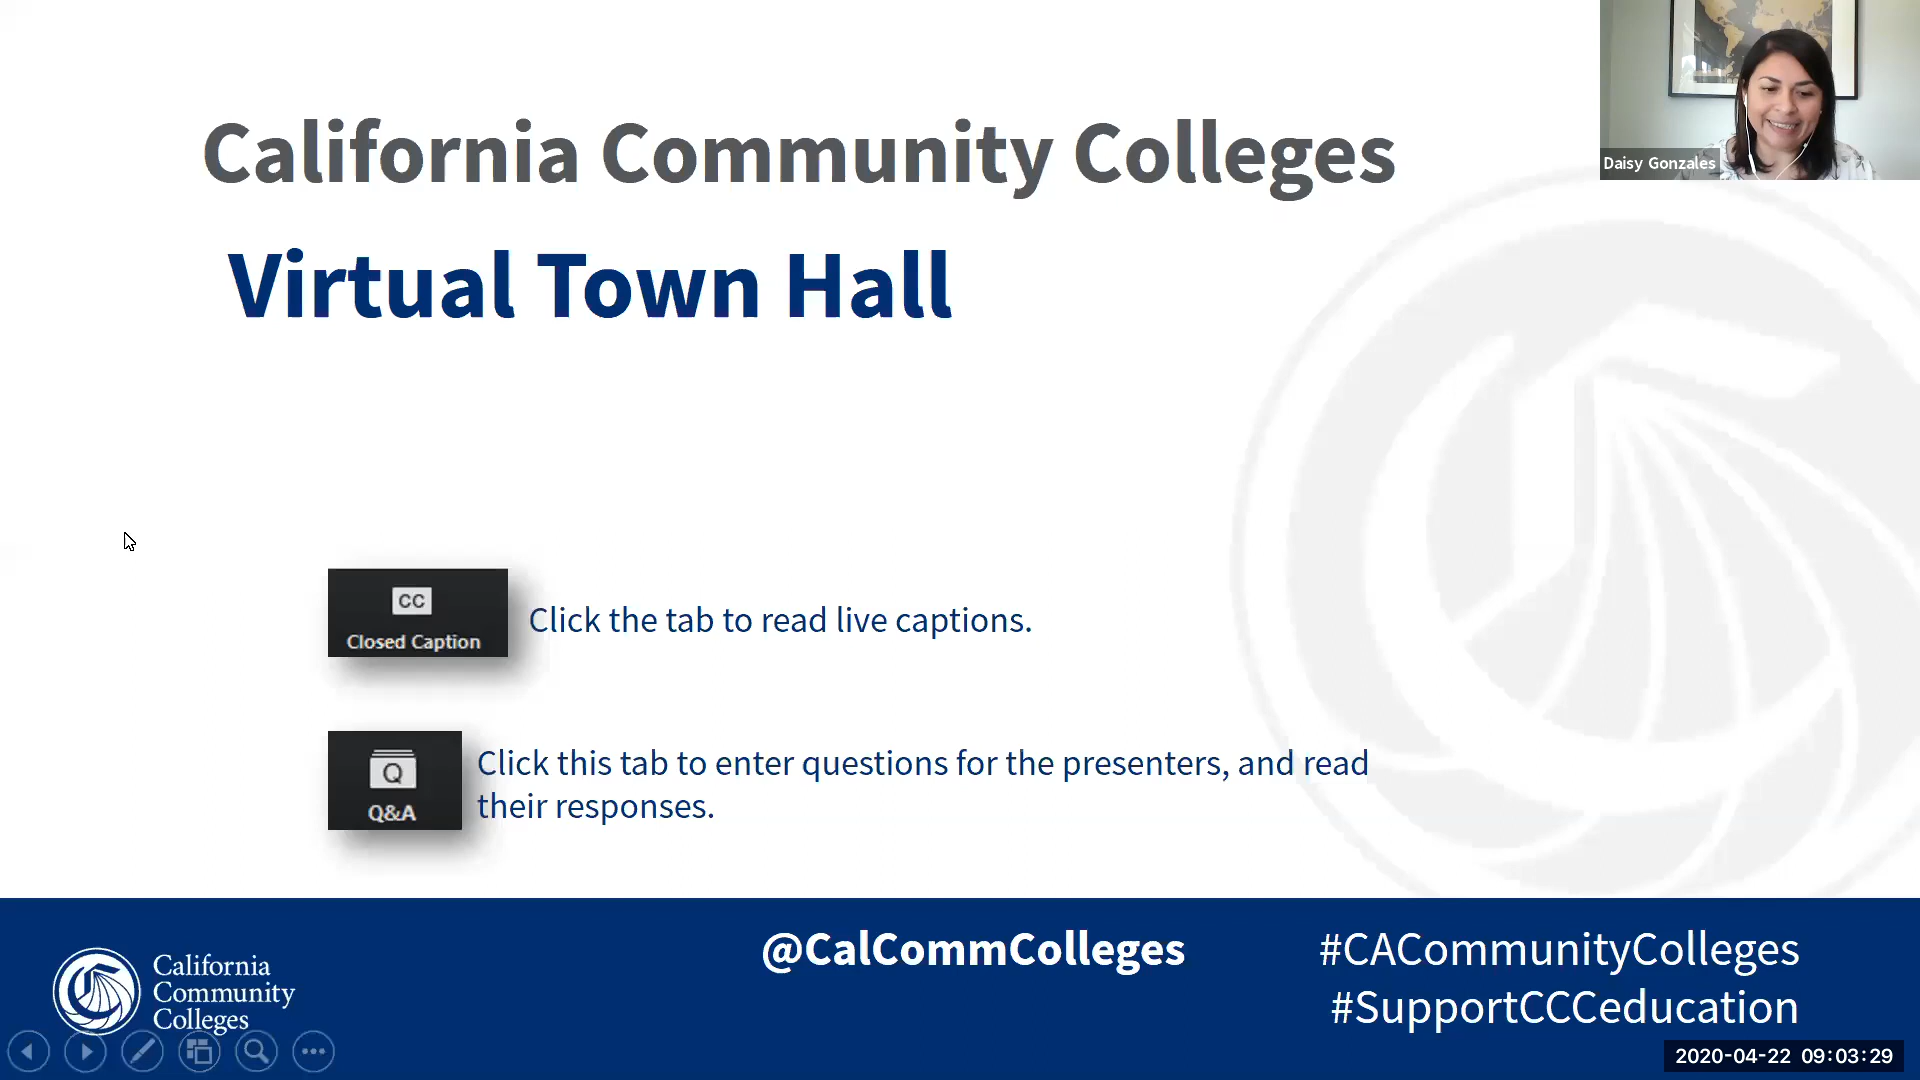 California Community Colleges
Daisy Gonzales
Virtual Town Hall
CC
Closed Caption
Click the tab to read live captions.
Q
Q&A
Click this tab to enter questions for the presenters, and read
their responses.
California
Community
Colleges
@CalCommColleges
#CACommunityColleges
#SupportCCCeducation
2020-04-22 09:03:29